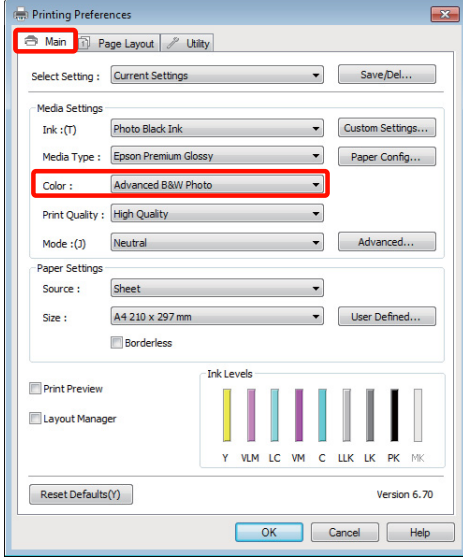 Printing Preferences
Main Page Layout Utility
Select Setting : Current Settings Save/Del...
Media Settings
Ink :(T) Photo Black Ink Custom Settings...
Media Type : Epson Premium Glossy Paper Config...
Color : Advanced B&W Photo
Print Quality : High Quality
Mode :(J) Neutral Advanced...
Paper Settings
Source : Sheet
Size : A4 210 x 297 mm User Defined...
Borderless
Ink Levels
Print Preview
Layout Manager
Y VLM LC VM C LLK LK PK MK
Reset Defaults(Y) Version 6.70
OK Cancel Help